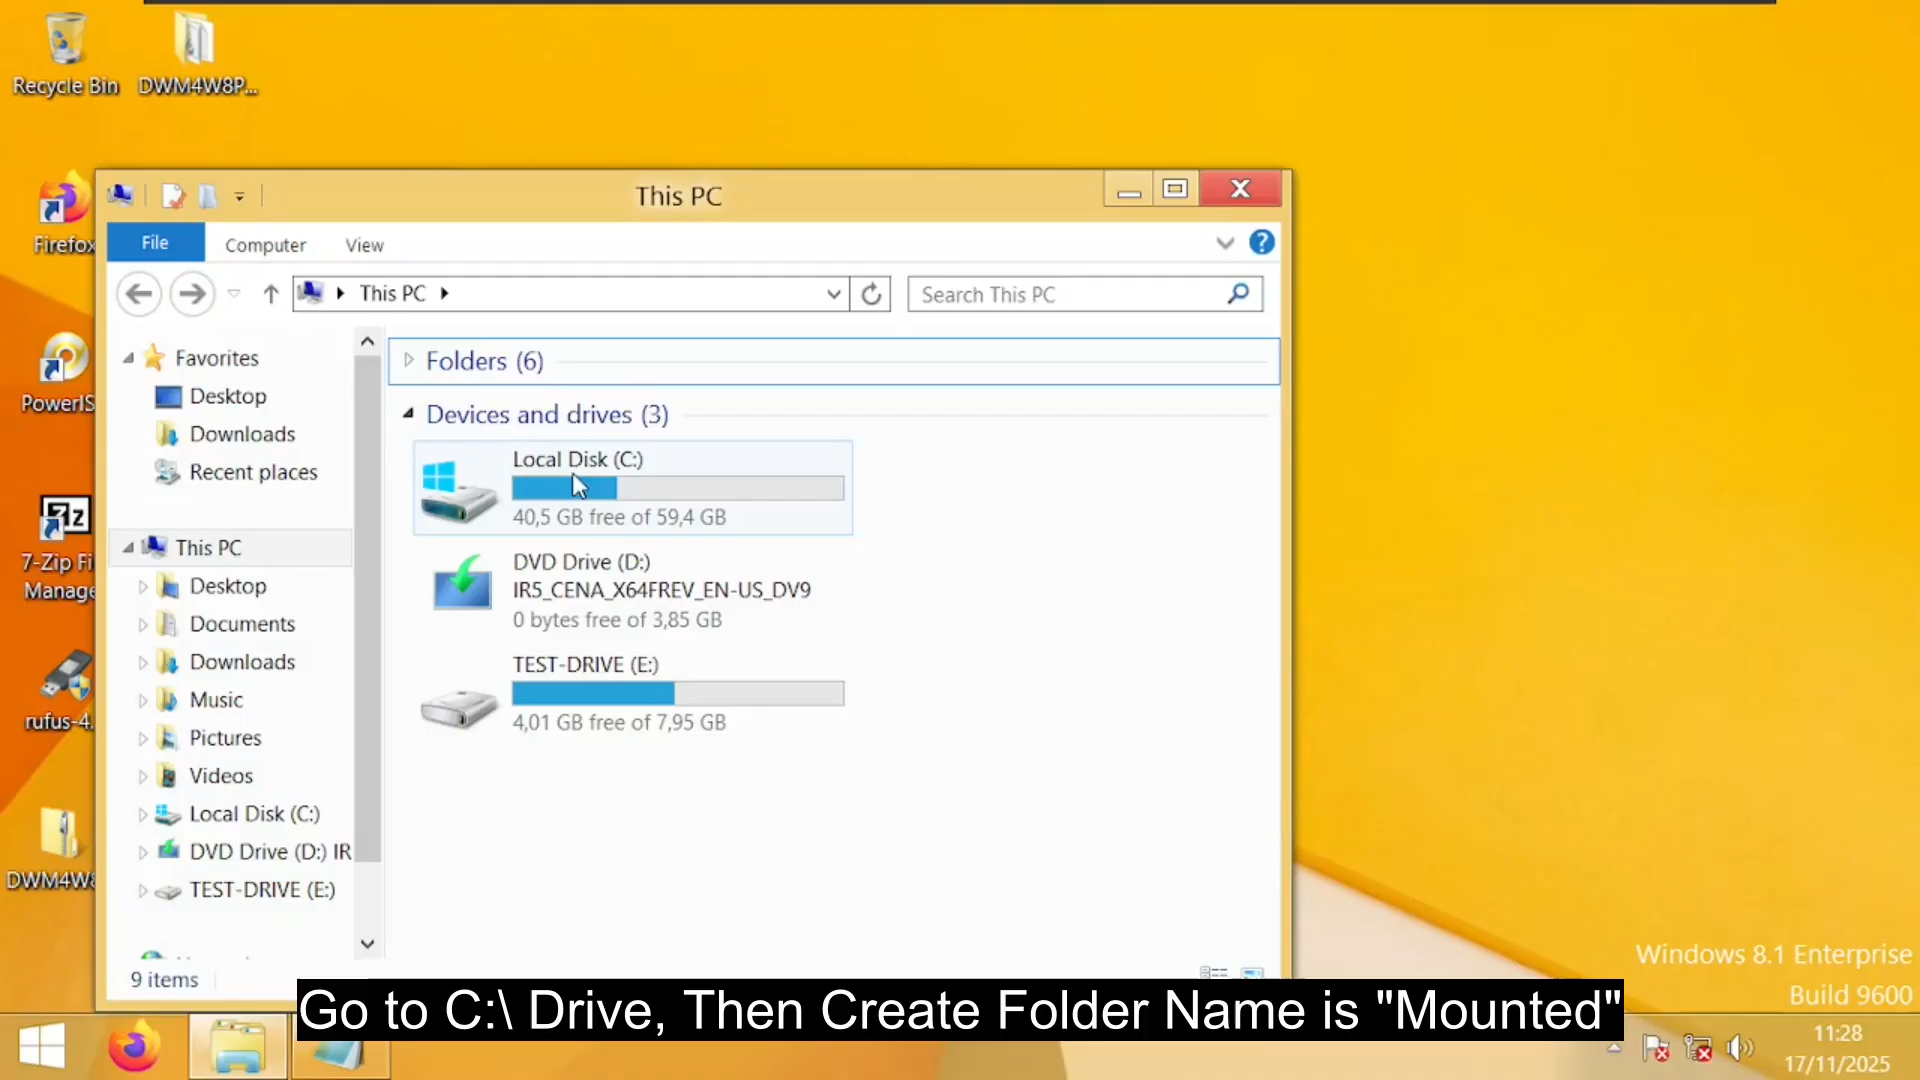 Recycle Bin
DWM4W8P...
Firefox
PowerIS
7-Zip Fi
Manage
rufus-4.
DWM4W8
This PC
File
Computer
View
This PC
Search This PC
Favorites
Desktop
Downloads
Recent places
This PC
Desktop
Documents
Downloads
Music
Pictures
Videos
Local Disk (C:)
DVD Drive (D:) IR
TEST-DRIVE (E:)
Folders (6)
Devices and drives (3)
Local Disk (C:)
40,5 GB free of 59,4 GB
DVD Drive (D:)
IR5_CENA_X64FREV_EN-US_DV9
0 bytes free of 3,85 GB
TEST-DRIVE (E:)
4,01 GB free of 7,95 GB
9 items
Windows 8.1 Enterprise
Build 9600
Go to C:\ Drive, Then Create Folder Name is "Mounted"
11:28
17/11/2025